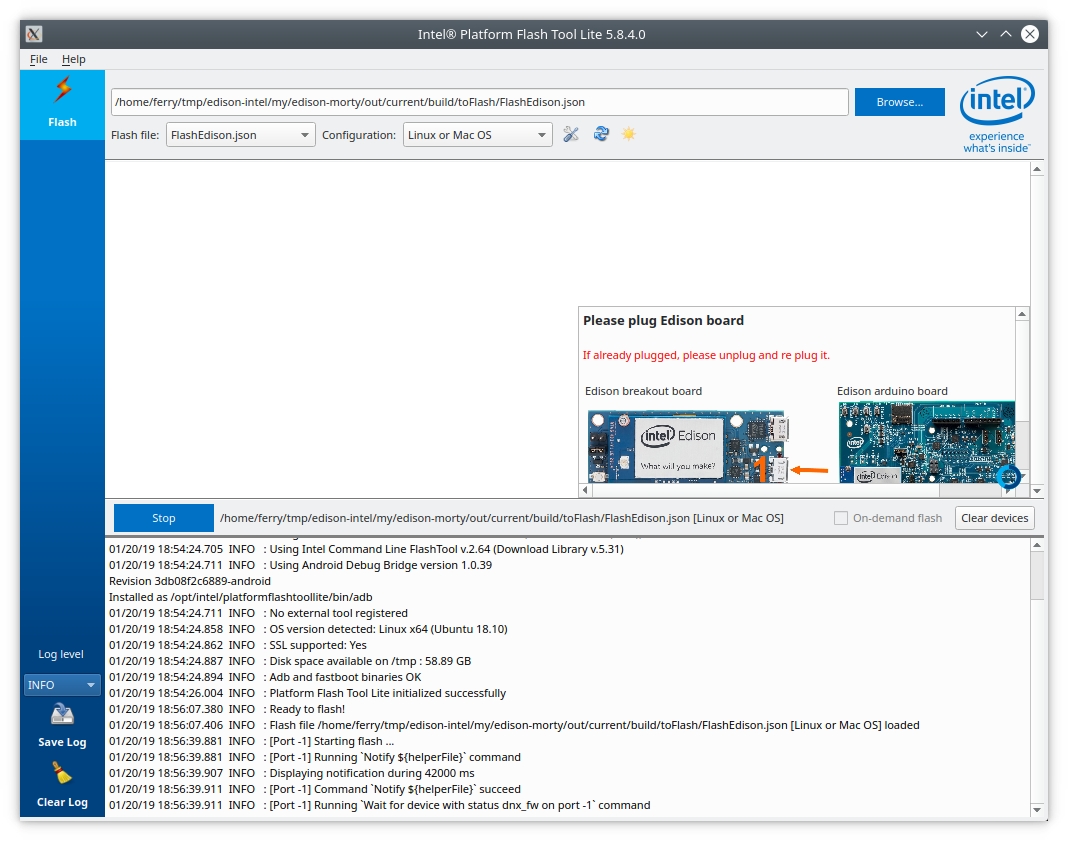 Intel® Platform Flash Tool Lite 5.8.4.0
File Help
Flash
/home/ferry/tmp/edison-intel/my/edison-morty/out/current/build/toFlash/FlashEdison.json
Browse...
Flash file: FlashEdison.json Configuration: Linux or Mac OS
intel®
experience
what's inside™
Please plug Edison board
If already plugged, please unplug and re plug it.
Edison breakout board
Edison arduino board
intel Edison
What will you make?
1
intel
intel Edison
Stop
/home/ferry/tmp/edison-intel/my/edison-morty/out/current/build/toFlash/FlashEdison.json [Linux or Mac OS]
On-demand flash
Clear devices
01/20/19 18:54:24.705 INFO : Using Intel Command Line FlashTool v.2.64 (Download Library v.5.31)
01/20/19 18:54:24.711 INFO : Using Android Debug Bridge version 1.0.39
Revision 3db08f2c6889-android
Installed as /opt/intel/platformflashtoollite/bin/adb
01/20/19 18:54:24.711 INFO : No external tool registered
01/20/19 18:54:24.858 INFO : OS version detected: Linux x64 (Ubuntu 18.10)
01/20/19 18:54:24.862 INFO : SSL supported: Yes
01/20/19 18:54:24.887 INFO : Disk space available on /tmp : 58.89 GB
01/20/19 18:54:24.894 INFO : Adb and fastboot binaries OK
01/20/19 18:54:26.004 INFO : Platform Flash Tool Lite initialized successfully
01/20/19 18:56:07.380 INFO : Ready to flash!
01/20/19 18:56:07.406 INFO : Flash file /home/ferry/tmp/edison-intel/my/edison-morty/out/current/build/toFlash/FlashEdison.json [Linux or Mac OS] loaded
01/20/19 18:56:39.881 INFO : [Port -1] Starting flash ...
01/20/19 18:56:39.881 INFO : [Port -1] Running `Notify ${helperFile}` command
01/20/19 18:56:39.907 INFO : Displaying notification during 42000 ms
01/20/19 18:56:39.911 INFO : [Port -1] Command `Notify ${helperFile}` succeed
01/20/19 18:56:39.911 INFO : [Port -1] Running `Wait for device with status dnx_fw on port -1` command
Log level
INFO
Save Log
Clear Log